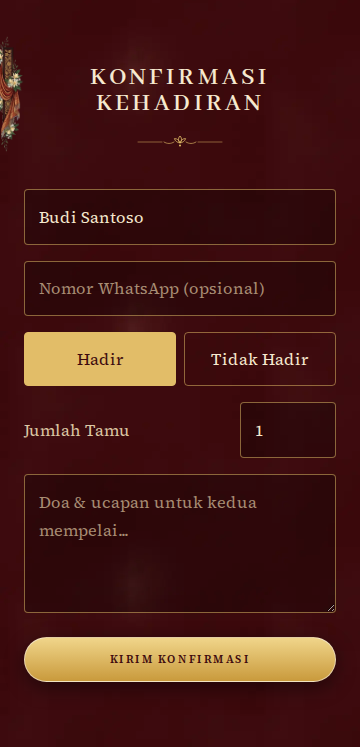 KONFIRMASI
KEHADIRAN
Budi Santoso
Nomor WhatsApp (opsional)
Hadir
Tidak Hadir
Jumlah Tamu
1
Doa & ucapan untuk kedua
mempelai...
KIRIM KONFIRMASI